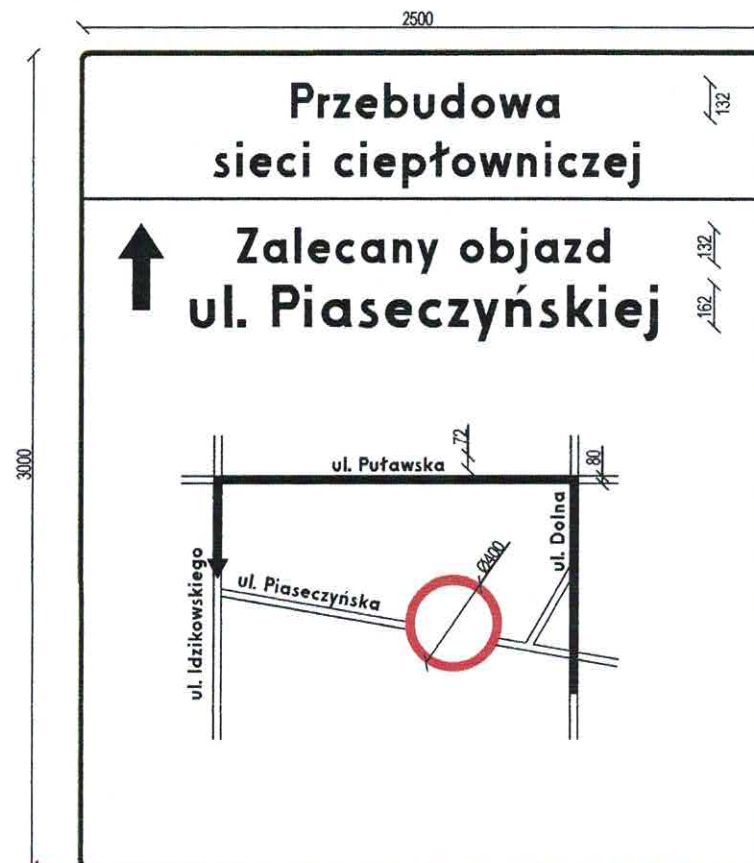 2500
Przebudowa
sieci ciepłowniczej
132
Zalecany objazd
132
ul. Piaseczyńskiej
162
3000
72
80
ul. Puławska
ul. Dolna
Ø400
ul. Idzikowskiego
ul. Piaseczyńska